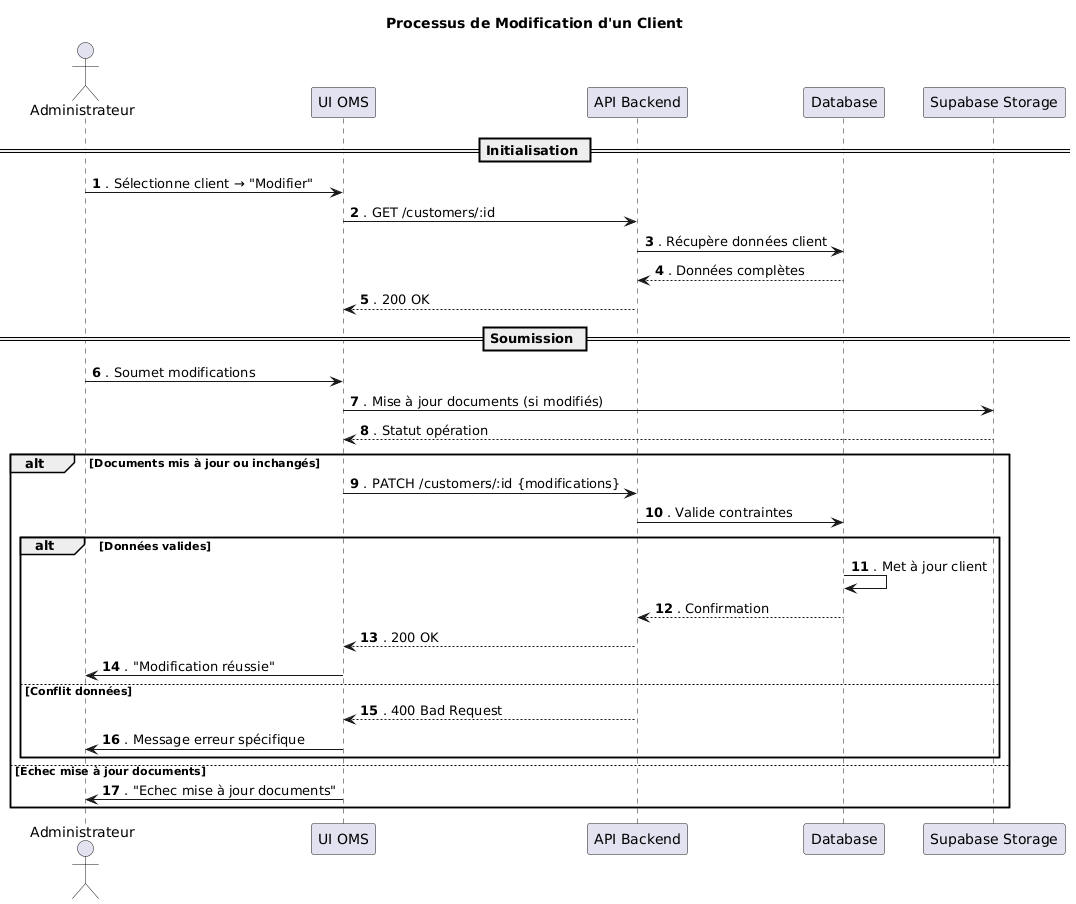 Processus de Modification d'un Client
Administrateur
UI OMS
API Backend
Database
Supabase Storage
Initialisation
1 . Sélectionne client → "Modifier"
2 . GET /customers/:id
3 . Récupère données client
4 . Données complètes
5 . 200 OK
Soumission
6 . Soumet modifications
7 . Mise à jour documents (si modifiés)
8 . Statut opération
alt [Documents mis à jour ou inchangés]
9 . PATCH /customers/:id {modifications}
10 . Valide contraintes
alt [Données valides]
11 . Met à jour client
12 . Confirmation
13 . 200 OK
14 . "Modification réussie"
[Conflit données]
15 . 400 Bad Request
16 . Message erreur spécifique
[Echec mise à jour documents]
17 . "Echec mise à jour documents"
Administrateur
UI OMS
API Backend
Database
Supabase Storage